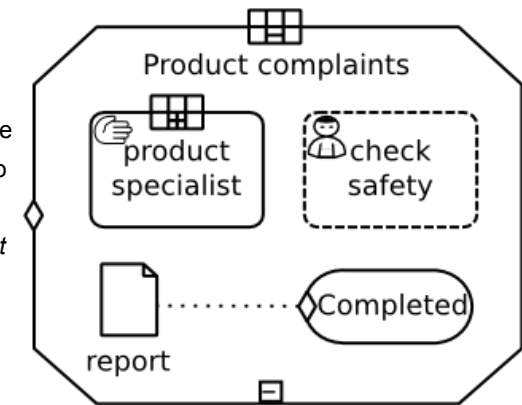 Product complaints
e
product
specialist
check
safety
o
t
Completed
report